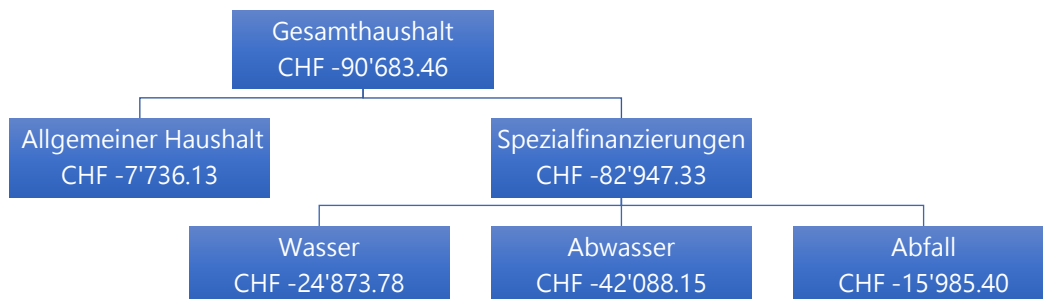 Gesamthaushalt
CHF -90'683.46
Allgemeiner Haushalt
CHF -7'736.13
Spezialfinanzierungen
CHF -82'947.33
Wasser
CHF -24'873.78
Abwasser
CHF -42'088.15
Abfall
CHF -15'985.40